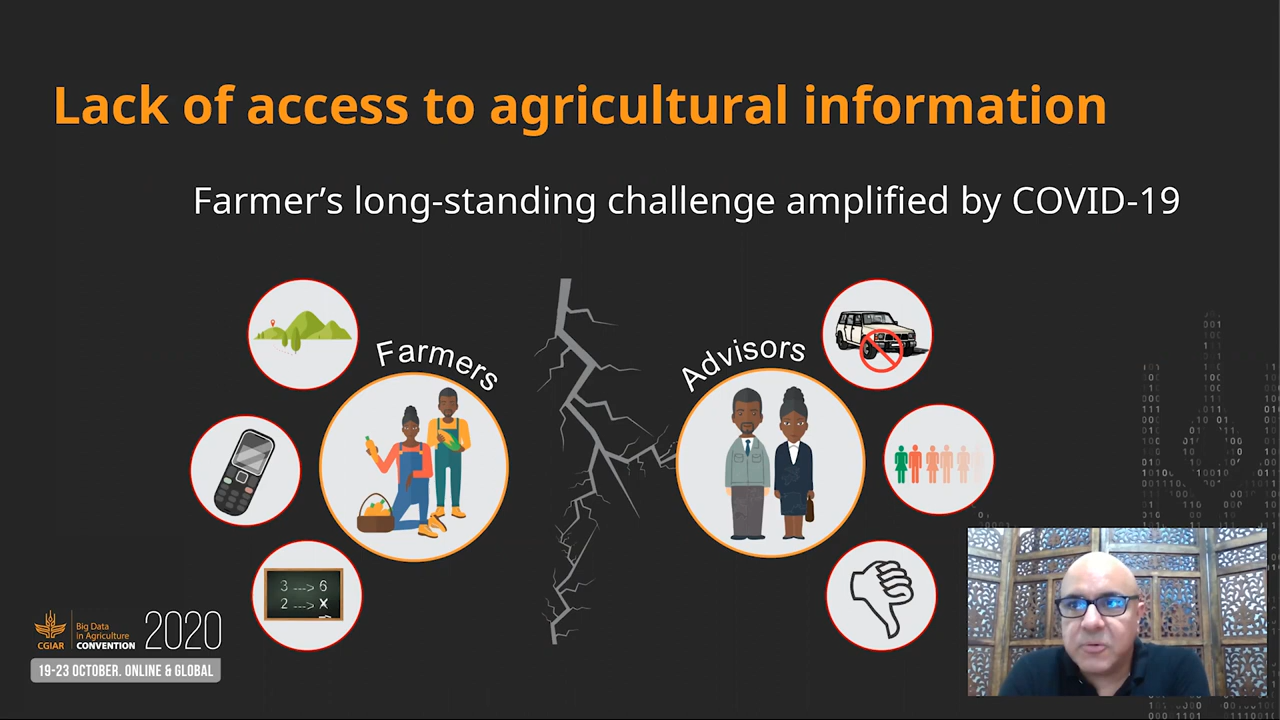 Lack of access to agricultural information
Farmer’s long-standing challenge amplified by COVID-19
Farmers
Advisors
3 ---> 6
2 ---> X
CGIAR
Big Data
in Agriculture
CONVENTION
2020
19-23 OCTOBER. ONLINE & GLOBAL